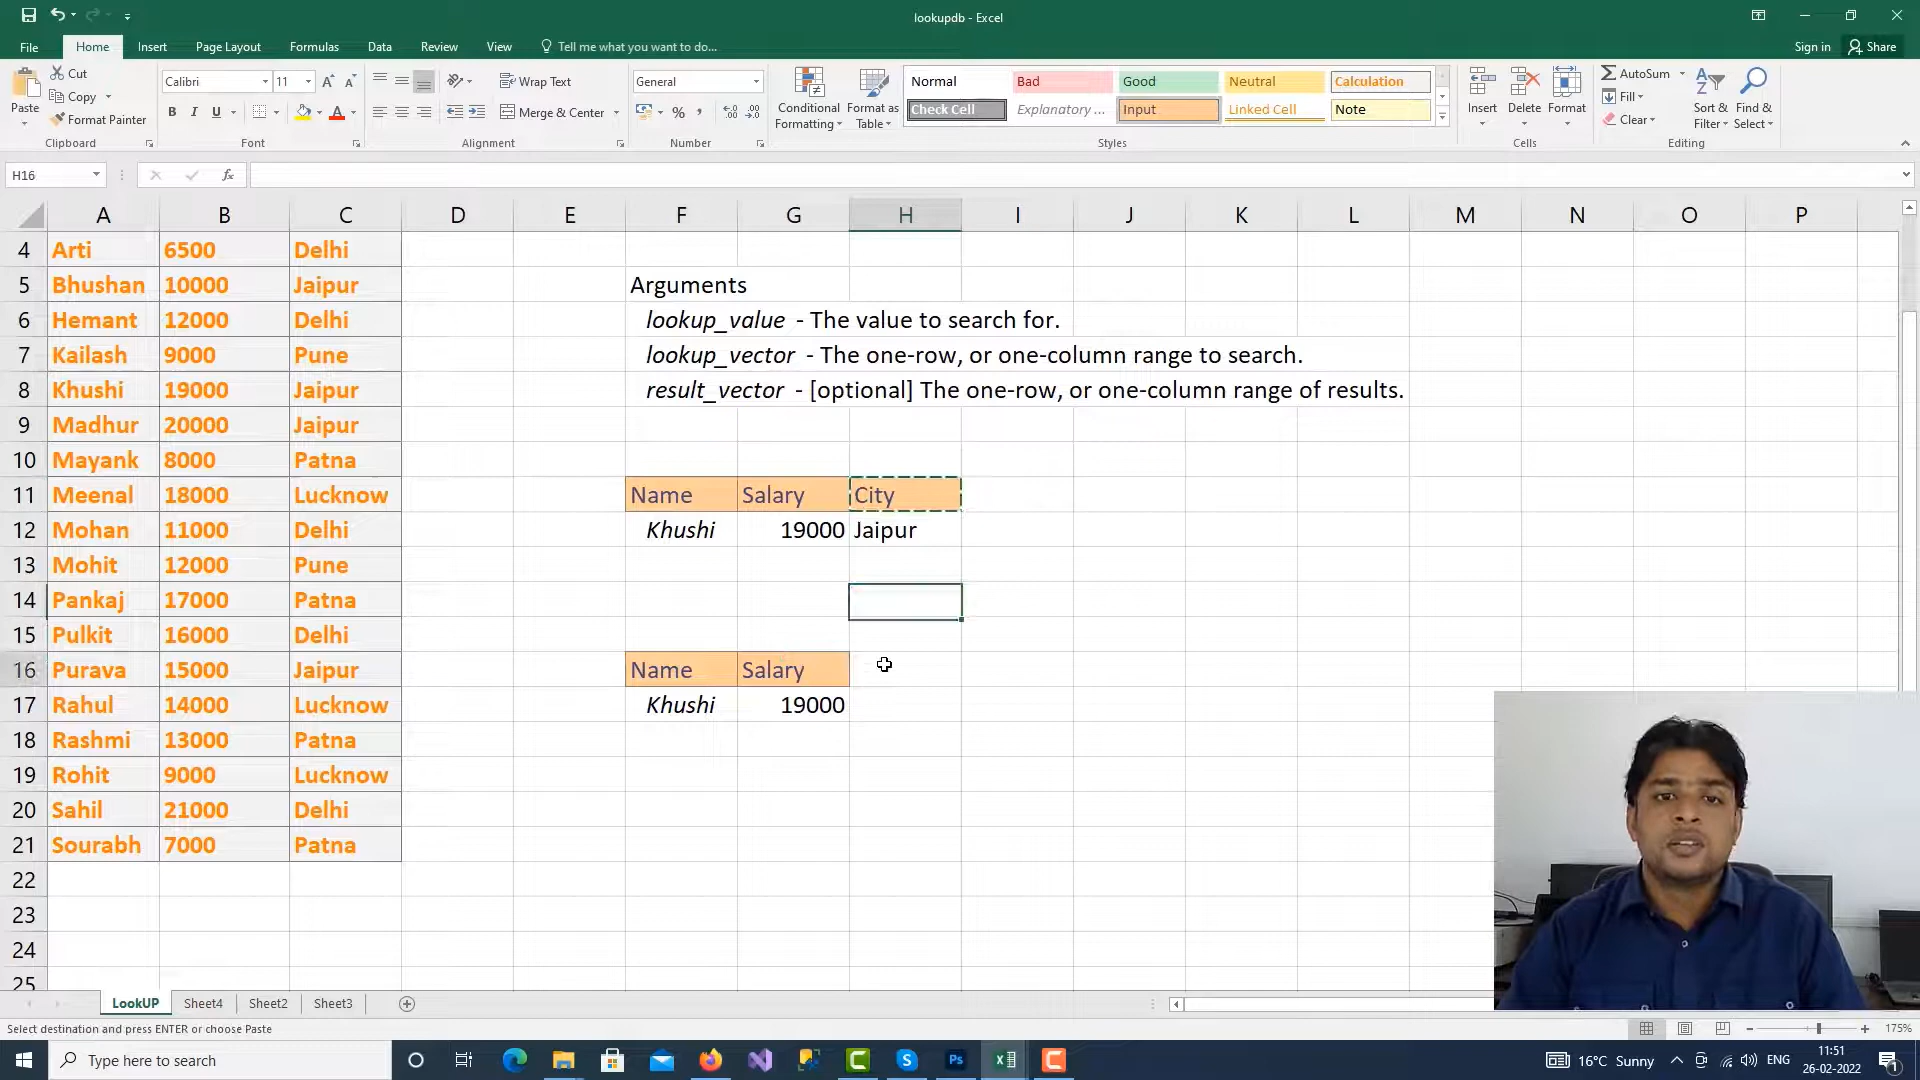 lookupdb - Excel
File Home Insert Page Layout Formulas Data Review View Tell me what you want to do... Sign in Share
Paste
Cut
Copy
Format Painter
Clipboard
Calibri 11
B I U
Font
Wrap Text
Merge & Center
Alignment
General
%
Number
Conditional Formatting
Format as Table
Normal Bad Good Neutral Calculation
Check Cell Explanatory ... Input Linked Cell Note
Styles
Insert Delete Format
Cells
AutoSum
Fill
Clear
Sort & Filter
Find & Select
Editing
H16 fx
A B C D E F G H I J K L M N O P
4 Arti 6500 Delhi
5 Bhushan 10000 Jaipur Arguments
6 Hemant 12000 Delhi lookup_value - The value to search for.
7 Kailash 9000 Pune lookup_vector - The one-row, or one-column range to search.
8 Khushi 19000 Jaipur result_vector - [optional] The one-row, or one-column range of results.
9 Madhur 20000 Jaipur
10 Mayank 8000 Patna
11 Meenal 18000 Lucknow Name Salary City
12 Mohan 11000 Delhi Khushi 19000 Jaipur
13 Mohit 12000 Pune
14 Pankaj 17000 Patna
15 Pulkit 16000 Delhi
16 Purava 15000 Jaipur Name Salary
17 Rahul 14000 Lucknow Khushi 19000
18 Rashmi 13000 Patna
19 Rohit 9000 Lucknow
20 Sahil 21000 Delhi
21 Sourabh 7000 Patna
22
23
24
25
LookUP Sheet4 Sheet2 Sheet3
Select destination and press ENTER or choose Paste
175%
Type here to search
16°C Sunny ENG
11:51
26-02-2022